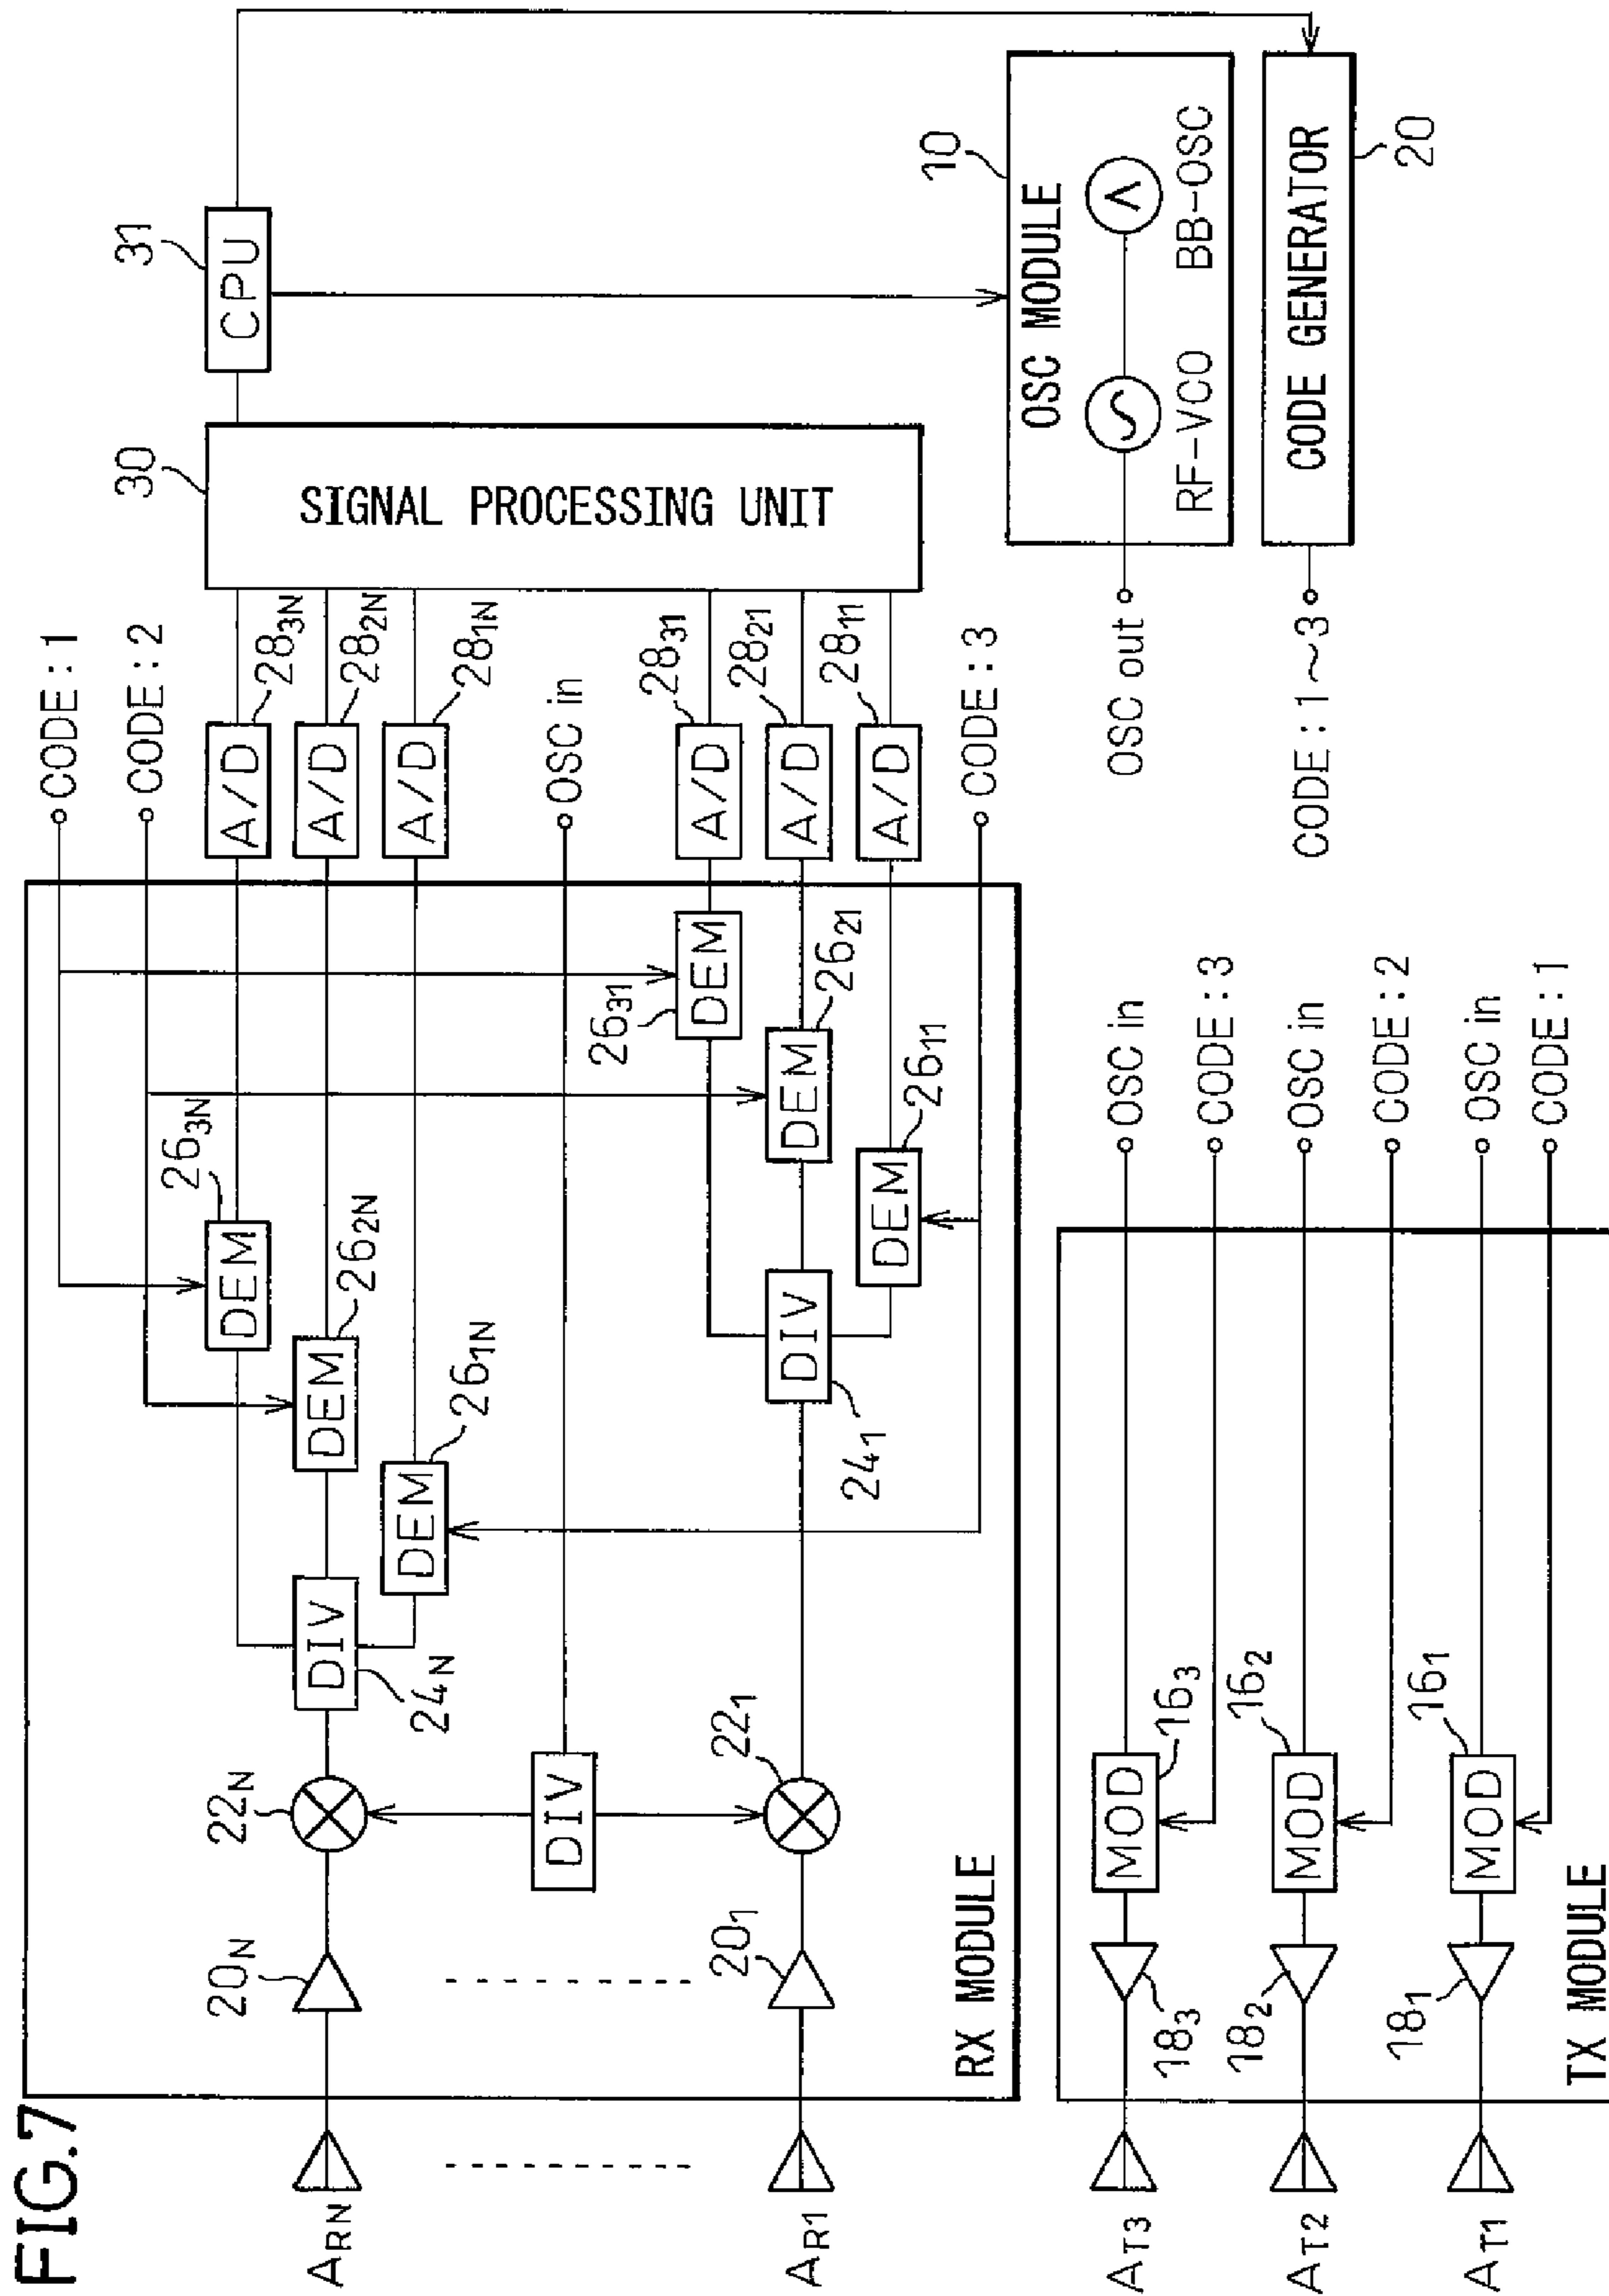 FIG.7
CODE:1
CODE:2
31
CPU
30
SIGNAL PROCESSING UNIT
A/D
28₃N
A/D
28₂N
A/D
28₁N
26₃N
DEM
26₂N
DEM
26₁N
DEM
DIV
24N
22N
20N
ARN
OSC in
DIV
A/D
28₃₁
A/D
28₂₁
A/D
28₁₁
26₃₁
DEM
DEM
26₂₁
DEM
26₁₁
DIV
24₁
22₁
20₁
AR1
CODE:3
RX MODULE
10
OSC MODULE
RF-VCO
BB-OSC
OSC out
CODE GENERATOR
20
CODE:1~3
AT3
18₃
MOD
16₃
OSC in
CODE:3
AT2
18₂
MOD
16₂
OSC in
CODE:2
AT1
18₁
MOD
16₁
OSC in
CODE:1
TX MODULE